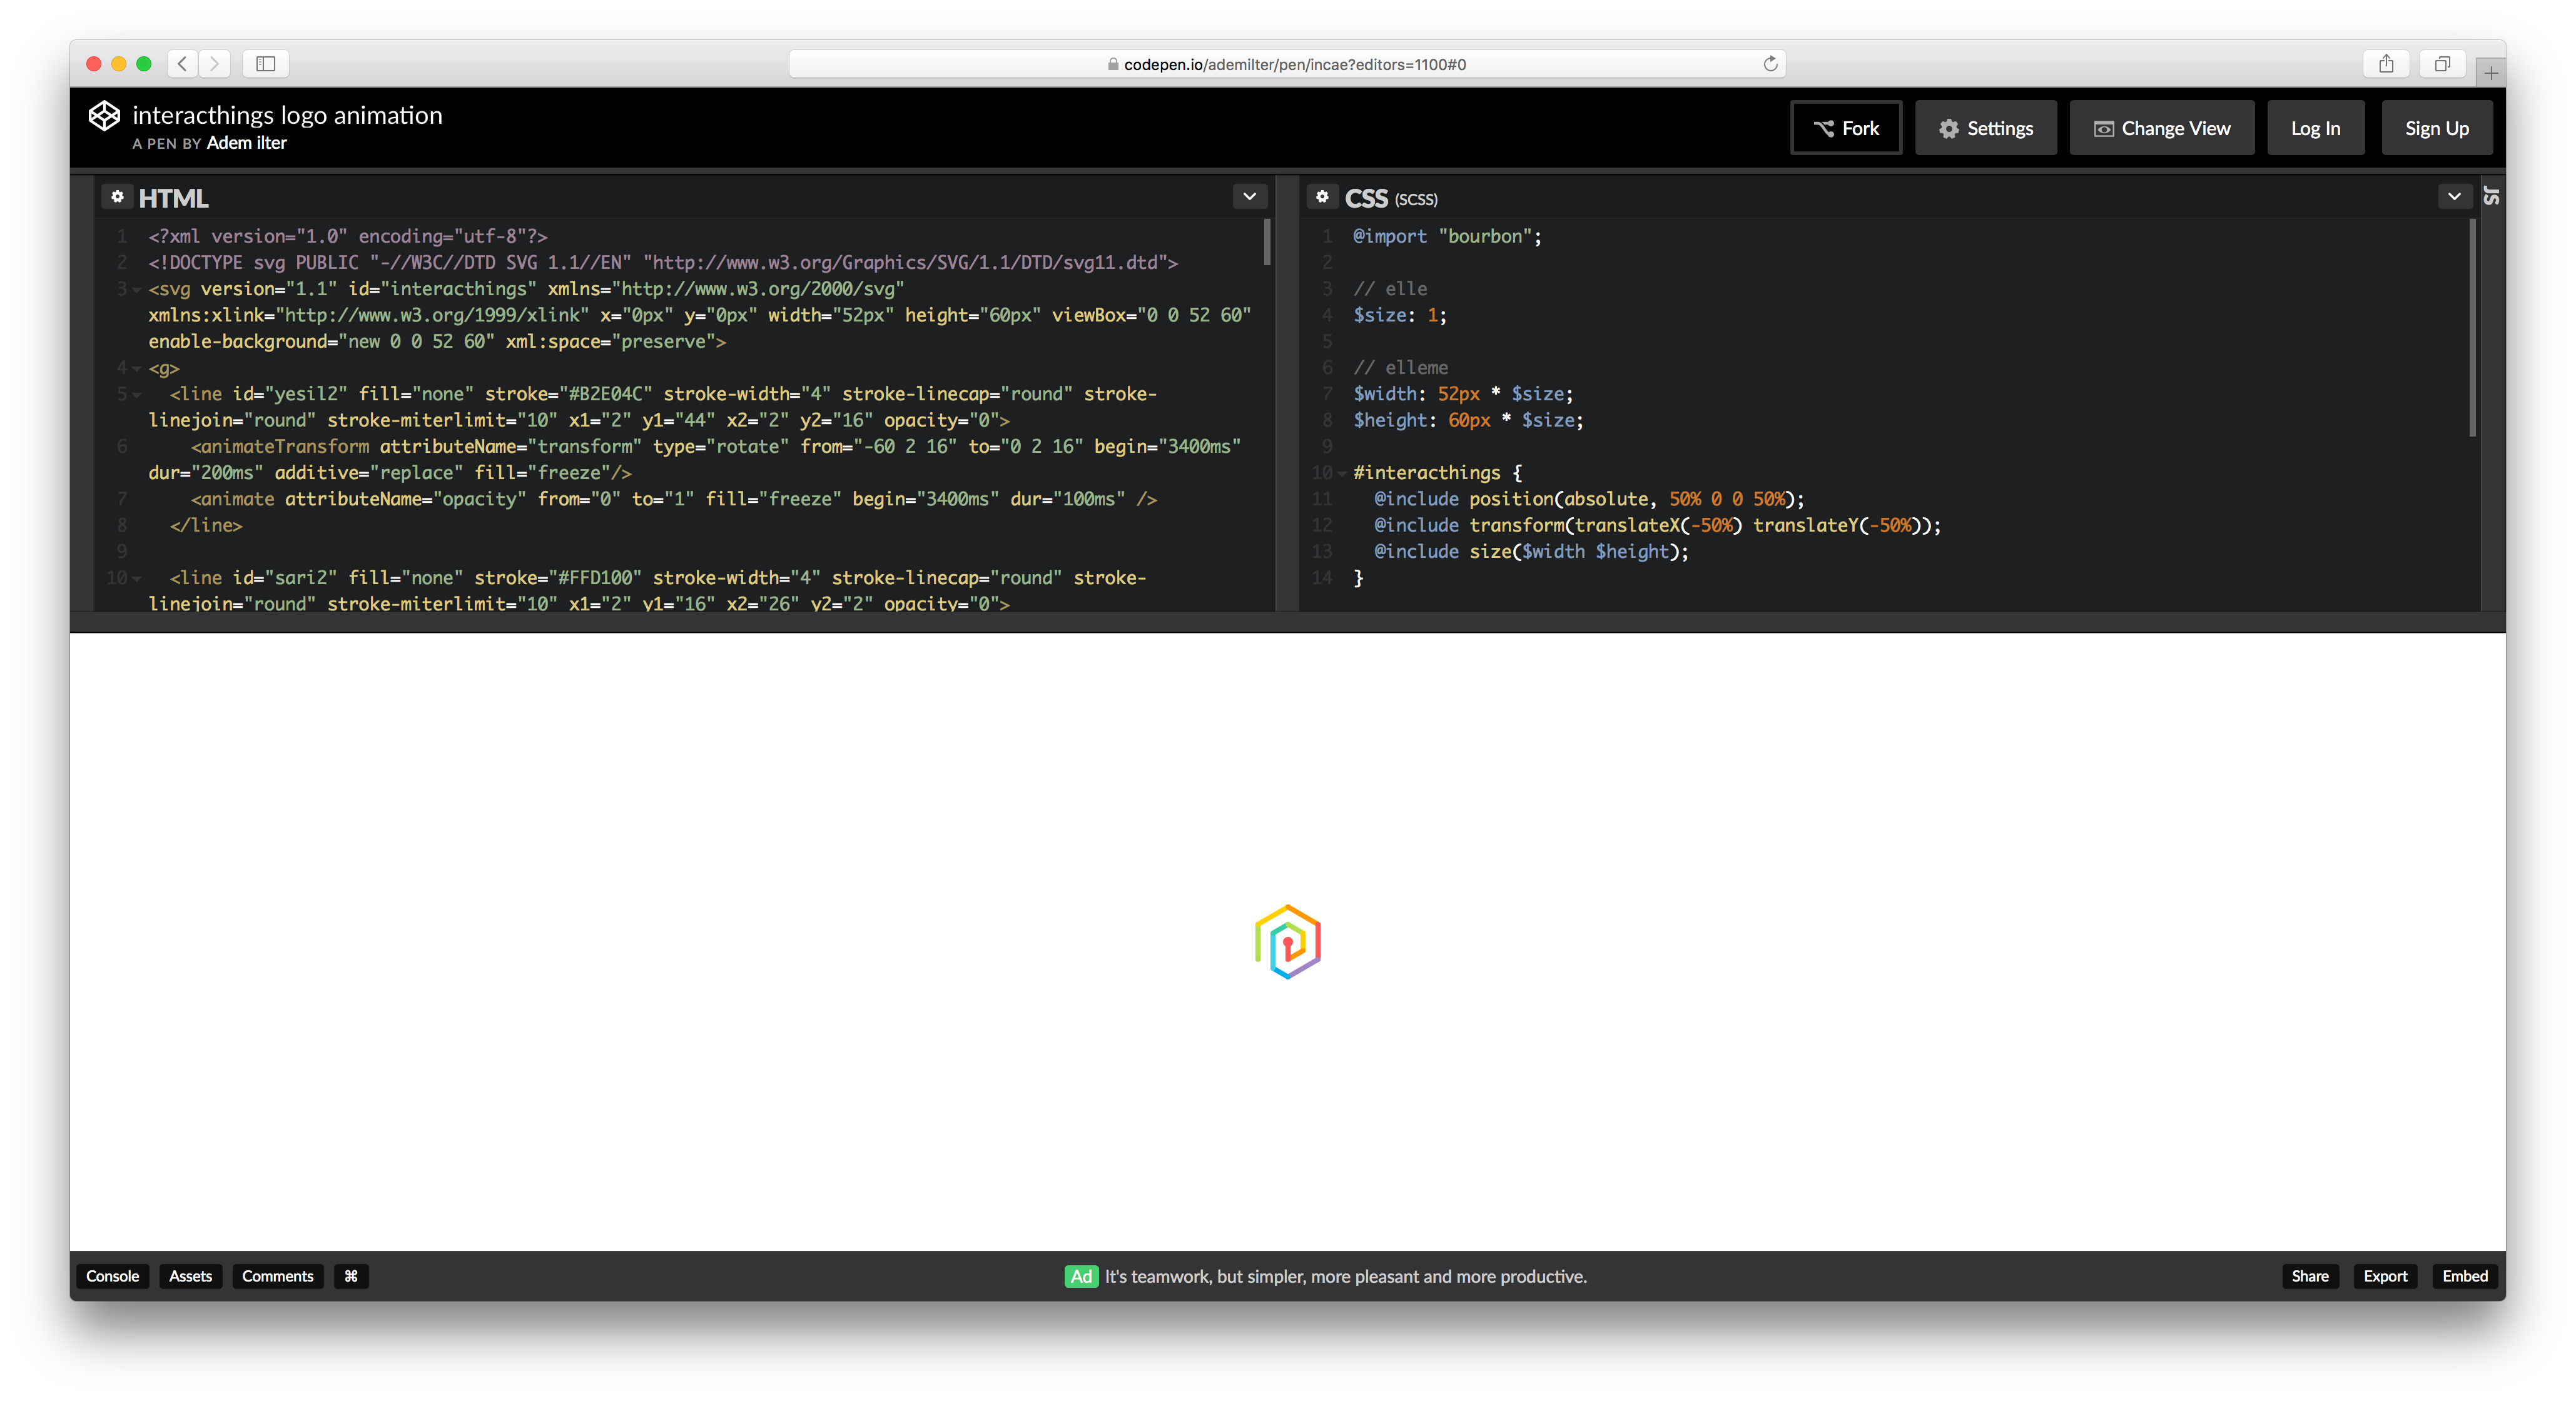 codepen.io/ademilter/pen/incae?editors=1100#0
interacthings logo animation
A PEN BY Adem ilter
Fork
Settings
Change View
Log In
Sign Up
HTML
1 <?xml version="1.0" encoding="utf-8"?>
2 <!DOCTYPE svg PUBLIC "-//W3C//DTD SVG 1.1//EN" "http://www.w3.org/Graphics/SVG/1.1/DTD/svg11.dtd">
3 <svg version="1.1" id="interacthings" xmlns="http://www.w3.org/2000/svg"
xmlns:xlink="http://www.w3.org/1999/xlink" x="0px" y="0px" width="52px" height="60px" viewBox="0 0 52 60"
enable-background="new 0 0 52 60" xml:space="preserve">
4 <g>
5 <line id="yesil2" fill="none" stroke="#B2E04C" stroke-width="4" stroke-linecap="round" stroke-
linejoin="round" stroke-miterlimit="10" x1="2" y1="44" x2="2" y2="16" opacity="0">
6 <animateTransform attributeName="transform" type="rotate" from="-60 2 16" to="0 2 16" begin="3400ms"
dur="200ms" additive="replace" fill="freeze"/>
7 <animate attributeName="opacity" from="0" to="1" fill="freeze" begin="3400ms" dur="100ms" />
8 </line>
9
10 <line id="sari2" fill="none" stroke="#FFD100" stroke-width="4" stroke-linecap="round" stroke-
linejoin="round" stroke-miterlimit="10" x1="2" y1="16" x2="26" y2="2" opacity="0">
CSS (SCSS)
1 @import "bourbon";
2
3 // elle
4 $size: 1;
5
6 // elleme
7 $width: 52px * $size;
8 $height: 60px * $size;
9
10 #interacthings {
11 @include position(absolute, 50% 0 0 50%);
12 @include transform(translateX(-50%) translateY(-50%));
13 @include size($width $height);
14 }
JS
Console
Assets
Comments
⌘
Ad It's teamwork, but simpler, more pleasant and more productive.
Share
Export
Embed